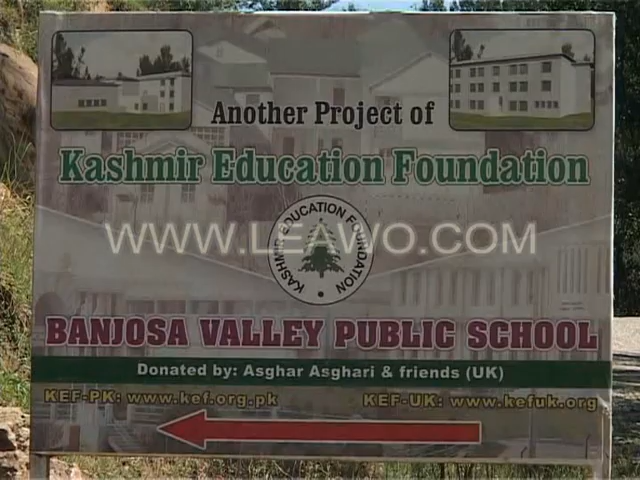 Another Project of
Kashmir Education Foundation
KASHMIR EDUCATION FOUNDATION
WWW.LEAWO.COM
BANJOSA VALLEY PUBLIC SCHOOL
Donated by: Asghar Asghari & friends (UK)
KEF-PK: www.kef.org.pk KEF-UK: www.kefuk.org